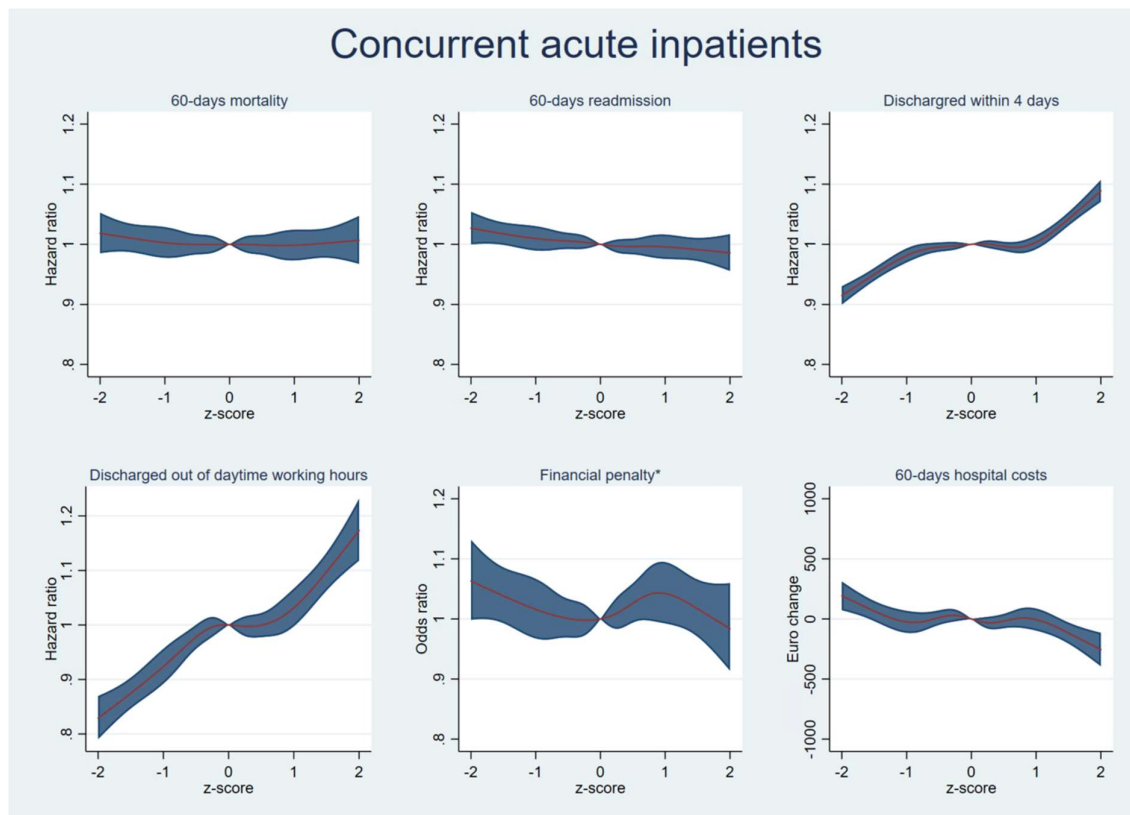 Concurrent acute inpatients
60-days mortality
Hazard ratio
1.2
1.1
1
.9
.8
-2 -1 0 1 2
z-score
60-days readmission
Hazard ratio
1.2
1.1
1
.9
.8
-2 -1 0 1 2
z-score
Dischargred within 4 days
Hazard ratio
1.2
1.1
1
.9
.8
-2 -1 0 1 2
z-score
Discharged out of daytime working hours
Hazard ratio
1.2
1.1
1
.9
.8
-2 -1 0 1 2
z-score
Financial penalty*
Odds ratio
1.2
1.1
1
.9
.8
-2 -1 0 1 2
z-score
60-days hospital costs
Euro change
1000
500
0
-500
-1000
-2 -1 0 1 2
z-score